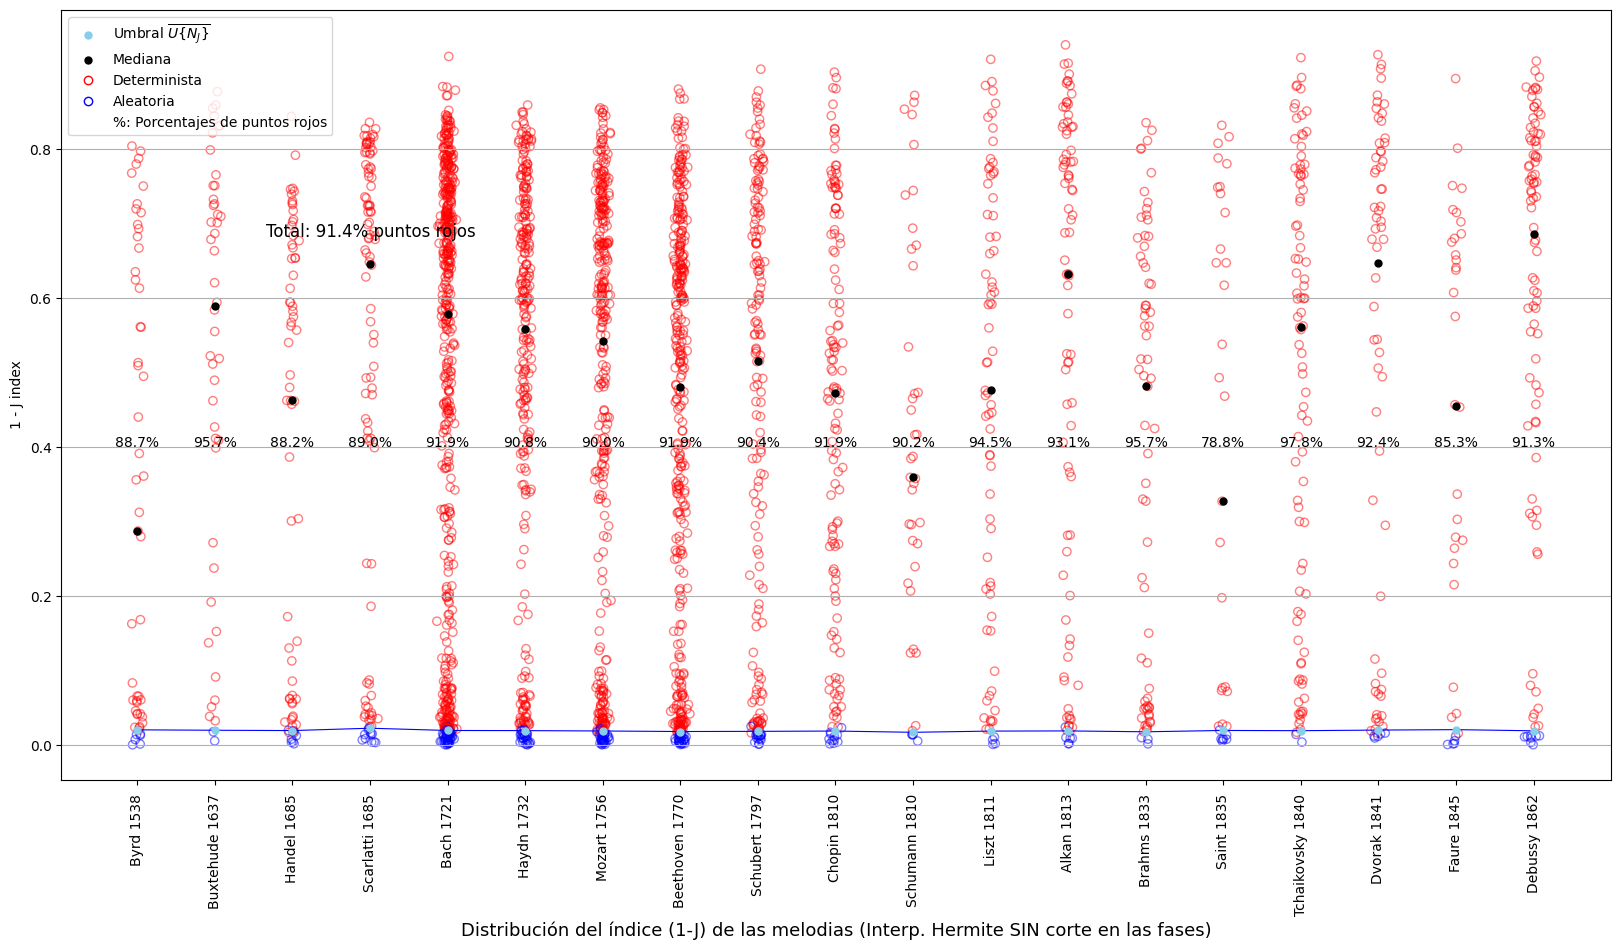 Umbral U{N_J}
Mediana
Determinista
Aleatoria
%: Porcentajes de puntos rojos
Total: 91.4% puntos rojos
1 - J index
0.8
0.6
0.4
0.2
0.0
88.7% 95.7% 88.2% 89.0% 91.9% 90.8% 90.0% 91.9% 90.4% 91.9% 90.2% 94.5% 93.1% 95.7% 78.8% 97.8% 92.4% 85.3% 91.3%
Byrd 1538
Buxtehude 1637
Handel 1685
Scarlatti 1685
Bach 1721
Haydn 1732
Mozart 1756
Beethoven 1770
Schubert 1797
Chopin 1810
Schumann 1810
Liszt 1811
Alkan 1813
Brahms 1833
Saint 1835
Tchaikovsky 1840
Dvorak 1841
Faure 1845
Debussy 1862
Distribución del índice (1-J) de las melodias (Interp. Hermite SIN corte en las fases)